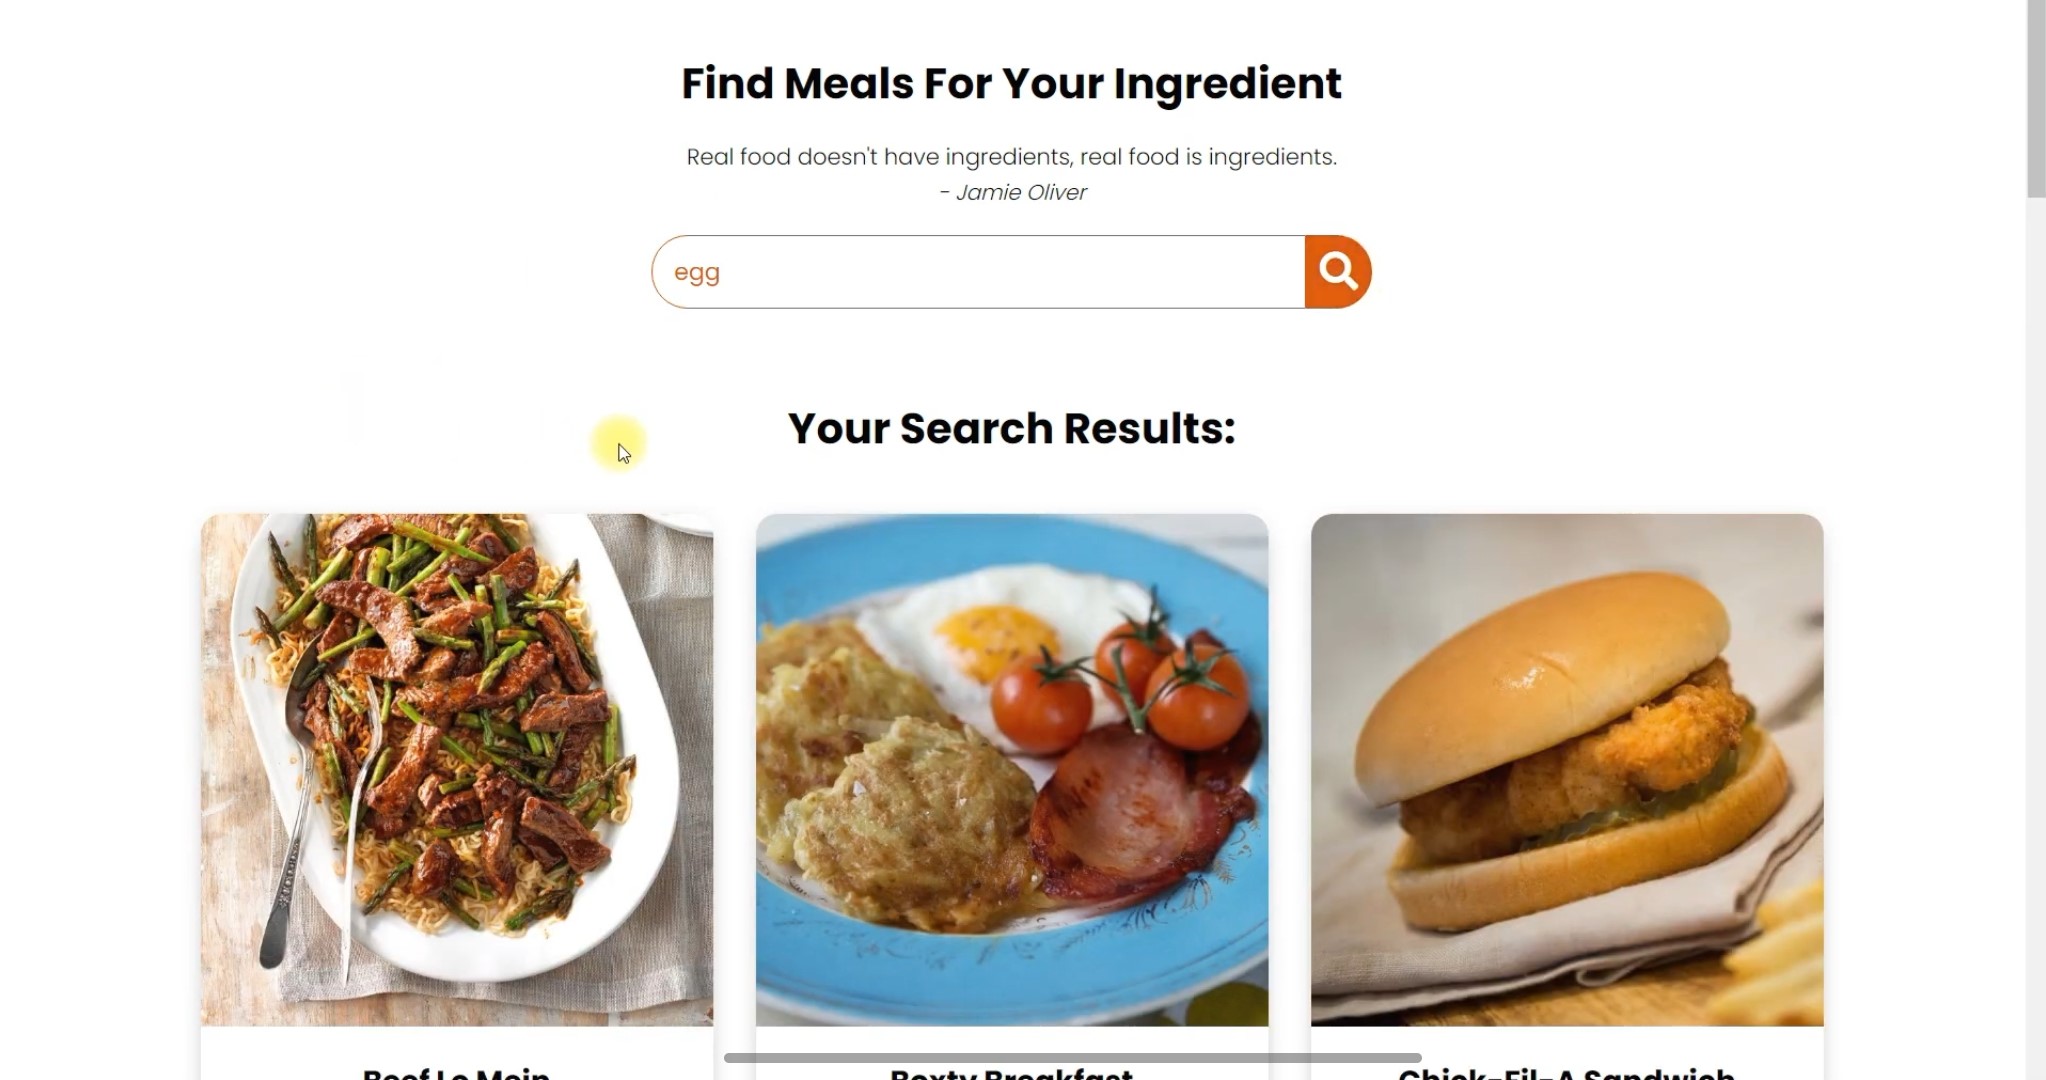 Find Meals For Your Ingredient
Real food doesn't have ingredients, real food is ingredients.
- Jamie Oliver
egg
Your Search Results:
Beef Lo Mein
Boxty Breakfast
Chick-Fil-A Sandwich